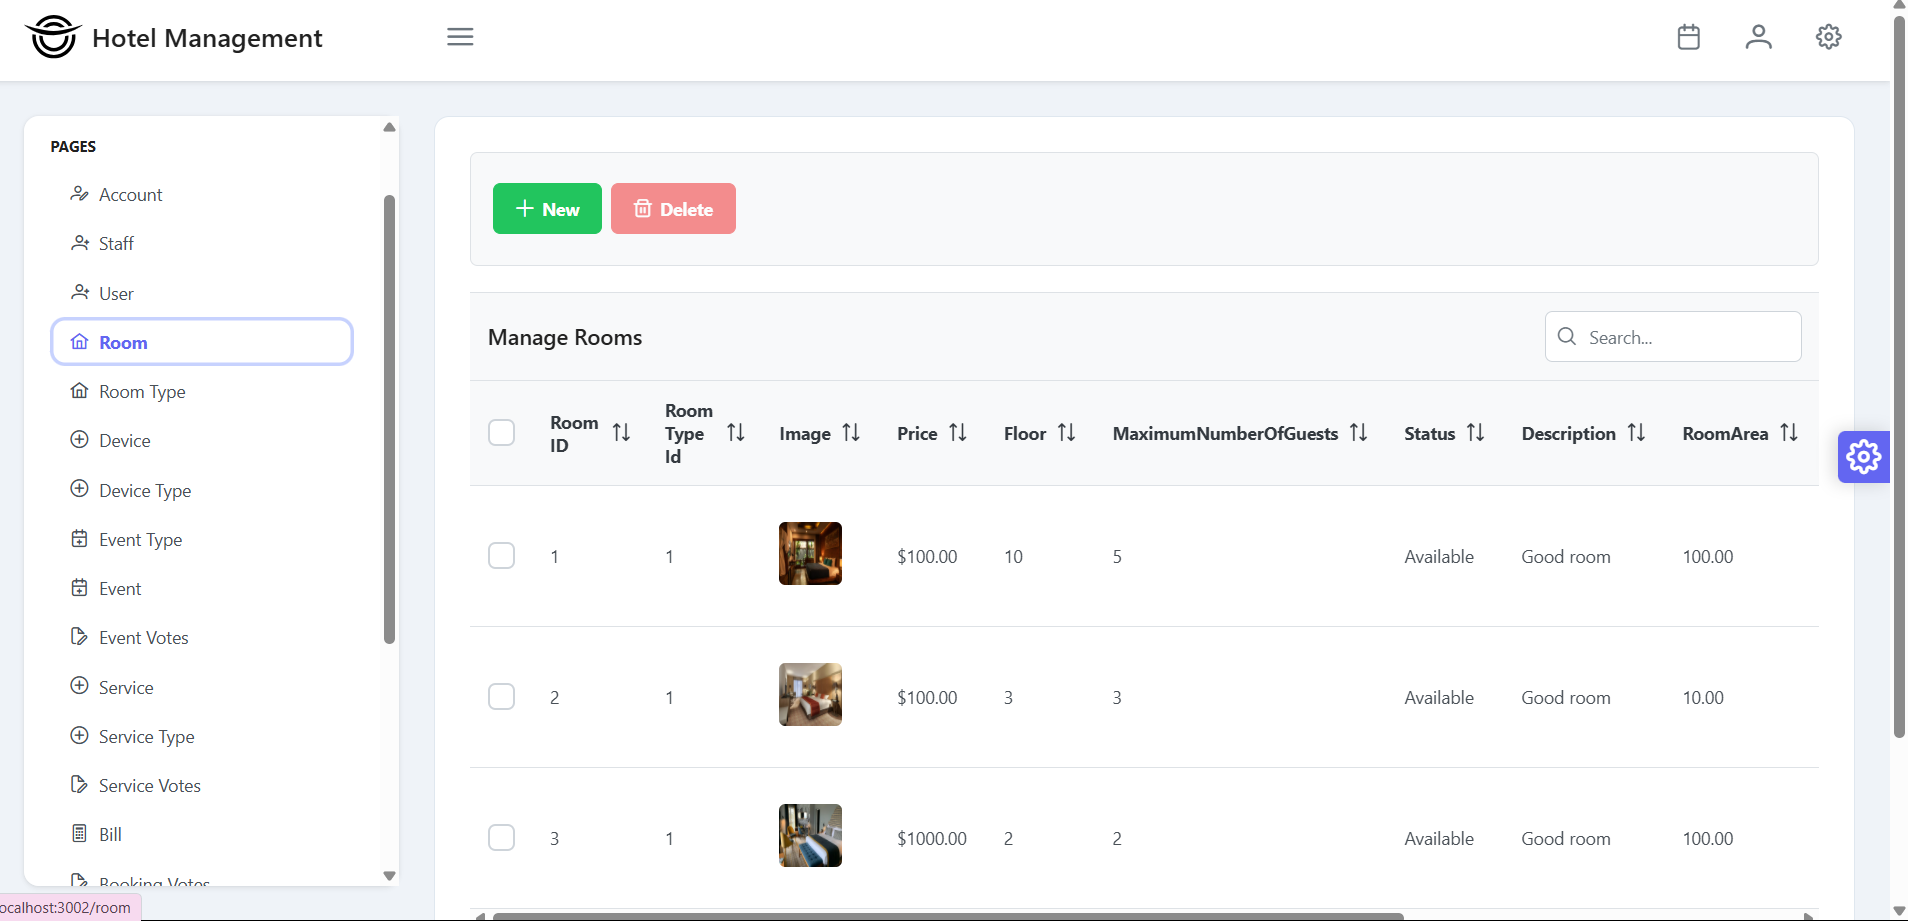 Hotel Management
PAGES
Account
Staff
User
Room
Room Type
Device
Device Type
Event Type
Event
Event Votes
Service
Service Type
Service Votes
Bill
Booking Votes
ocalhost:3002/room
New
Delete
Manage Rooms
Search...
Room ID
Room Type Id
Image
Price
Floor
MaximumNumberOfGuests
Status
Description
RoomArea
1 1 $100.00 10 5 Available Good room 100.00
2 1 $100.00 3 3 Available Good room 10.00
3 1 $1000.00 2 2 Available Good room 100.00